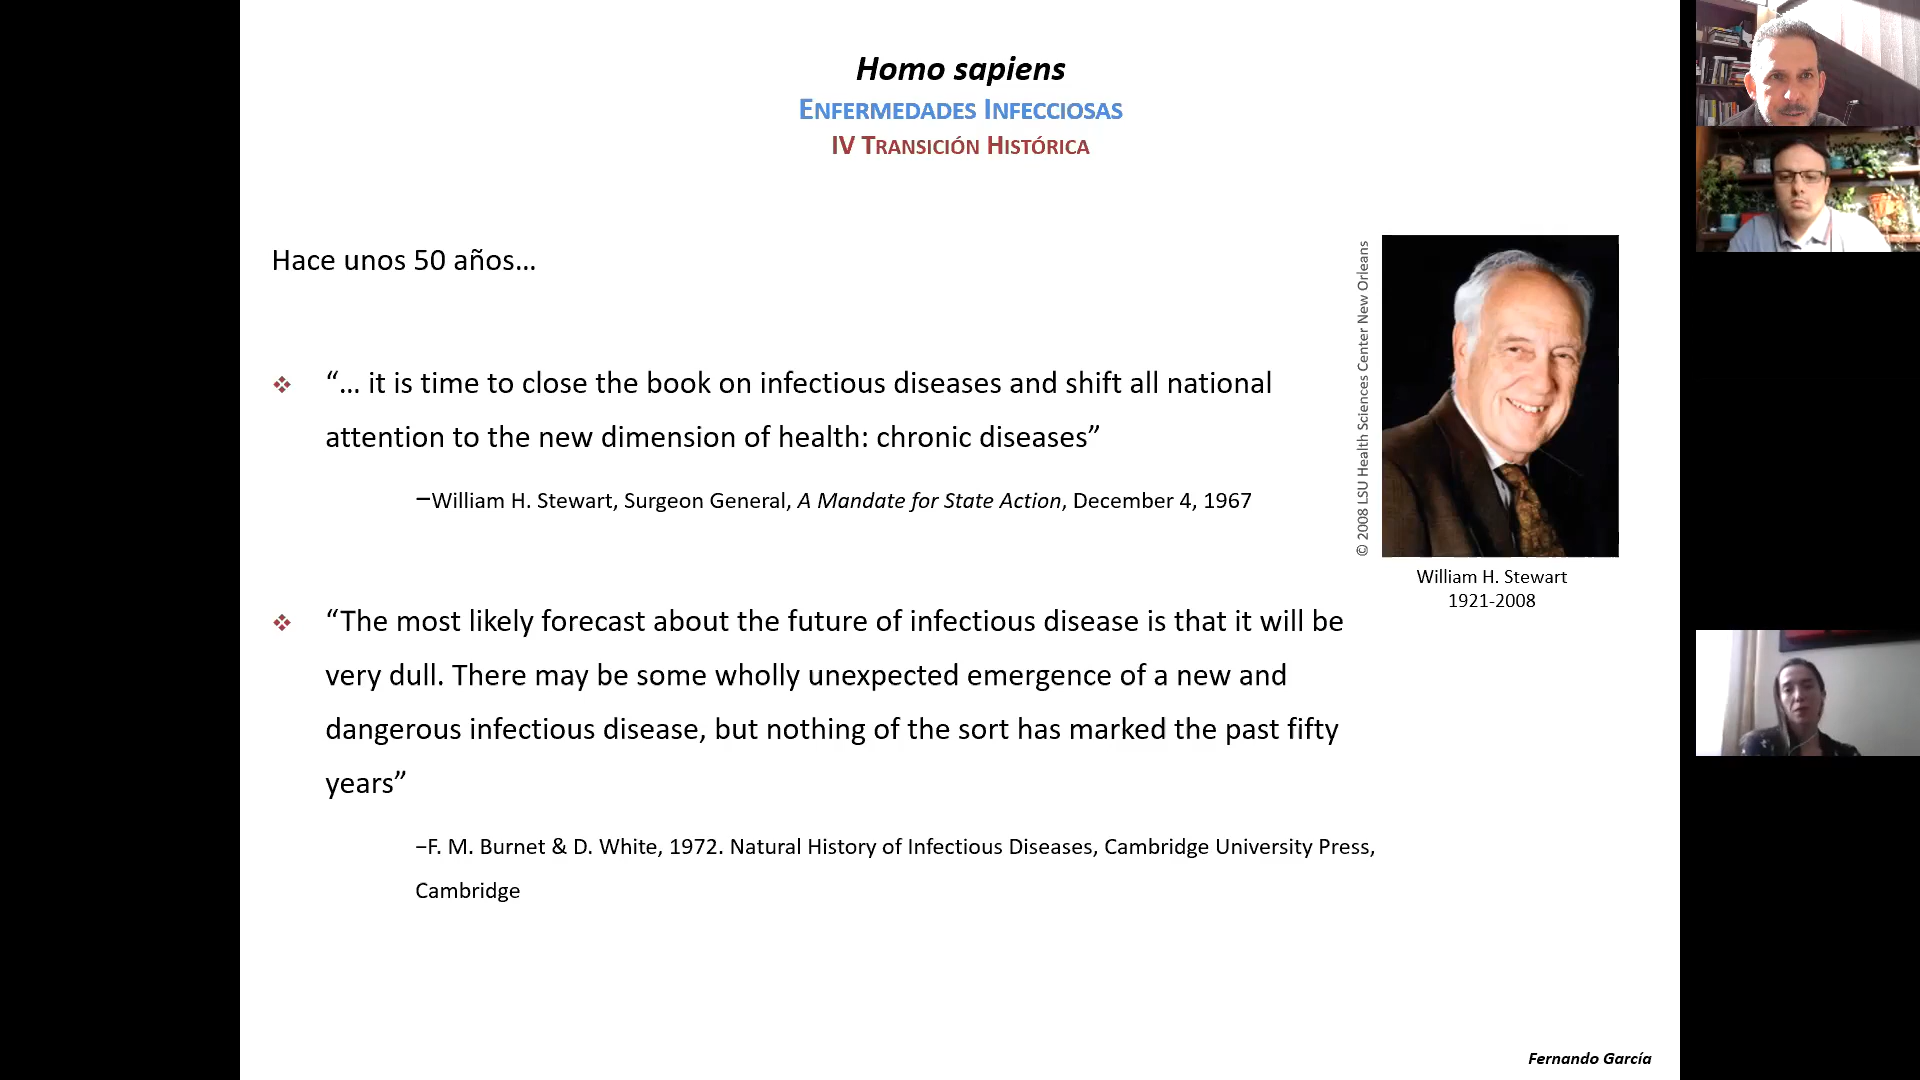 Homo sapiens
ENFERMEDADES INFECCIOSAS
IV TRANSICIÓN HISTÓRICA
Hace unos 50 años...
“... it is time to close the book on infectious diseases and shift all national
attention to the new dimension of health: chronic diseases”
–William H. Stewart, Surgeon General, A Mandate for State Action, December 4, 1967
© 2008 LSU Health Sciences Center New Orleans
William H. Stewart
1921-2008
“The most likely forecast about the future of infectious disease is that it will be
very dull. There may be some wholly unexpected emergence of a new and
dangerous infectious disease, but nothing of the sort has marked the past fifty
years”
–F. M. Burnet & D. White, 1972. Natural History of Infectious Diseases, Cambridge University Press,
Cambridge
Fernando García